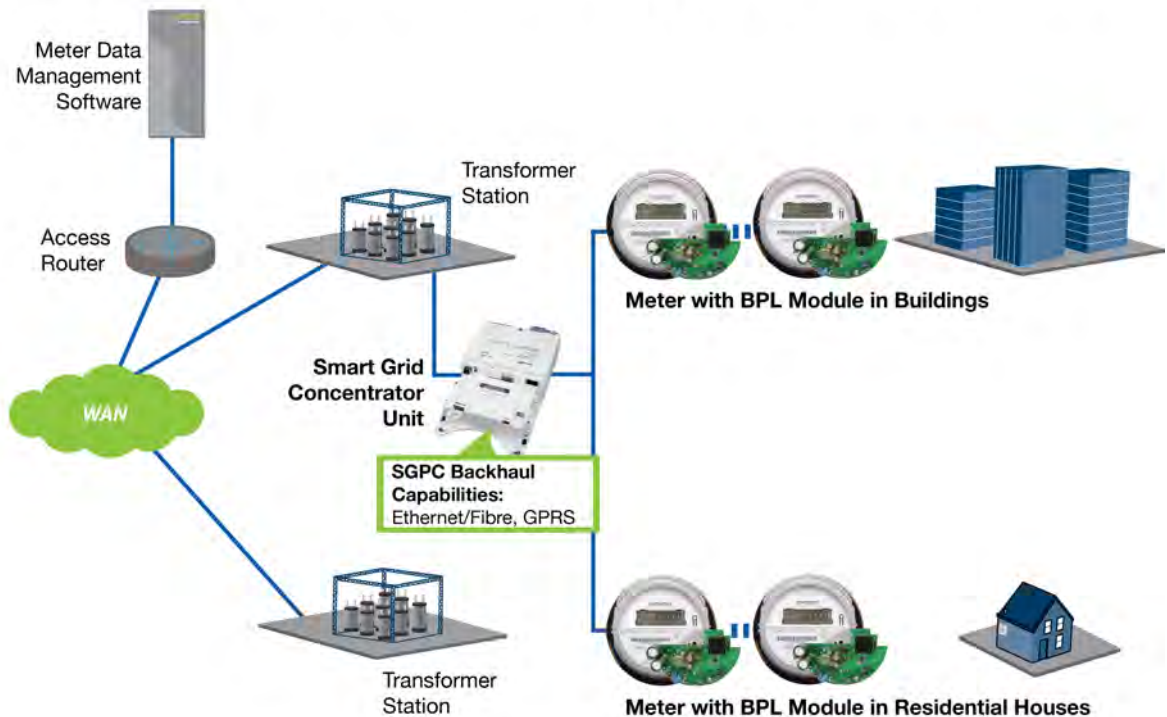 Meter Data
Management
Software
Transformer
Station
Access
Router
Meter with BPL Module in Buildings
Smart Grid
Concentrator
Unit
WAN
SGPC Backhaul
Capabilities:
Ethernet/Fibre, GPRS
Transformer
Station
Meter with BPL Module in Residential Houses